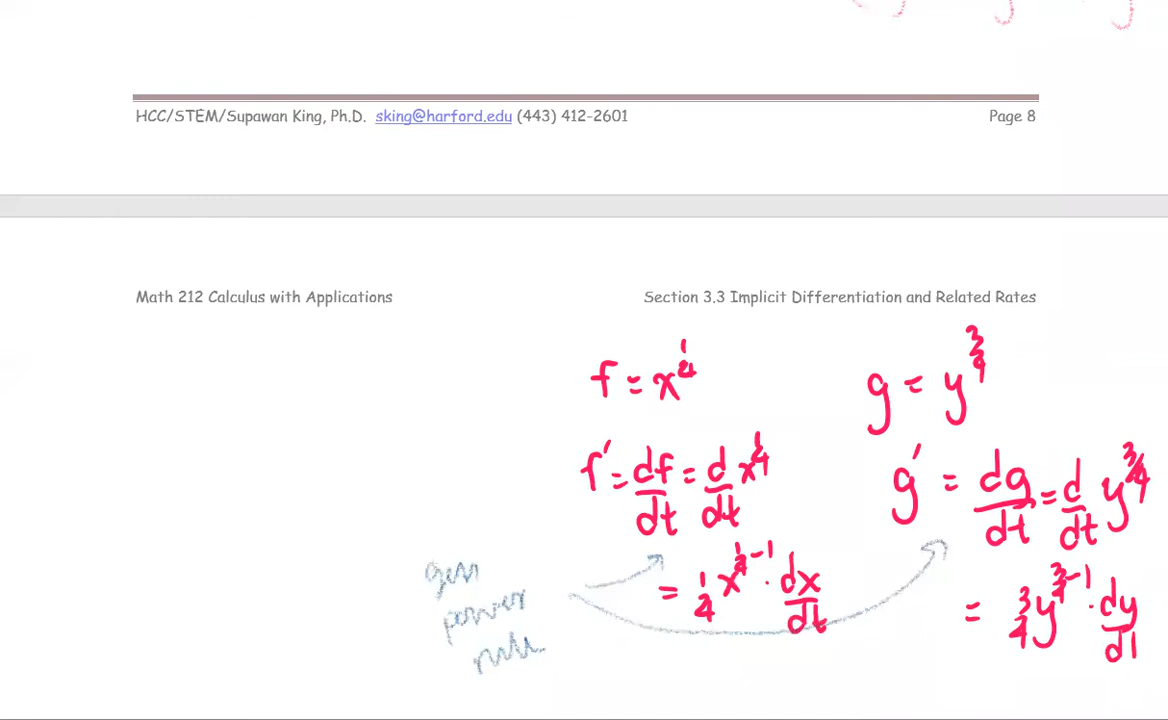 HCC/STEM/Supawan King, Ph.D. sking@harford.edu (443) 412-2601 Page 8
Math 212 Calculus with Applications Section 3.3 Implicit Differentiation and Related Rates
f = x^{1/4}
g = y^{3/4}
f' = df/dt = d/dt x^{1/4}
g' = dg/dt = d/dt y^{3/4}
= 1/4 x^{1/4 - 1} · dx/dt
= 3/4 y^{3/4 - 1} · dy/dt
gen
power
rule